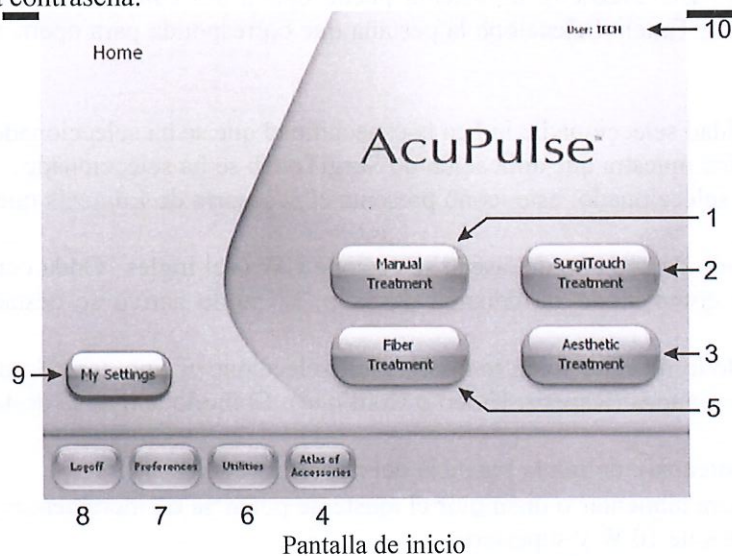 a contraseña.
Home
User: TECH
10
AcuPulse™
1
Manual Treatment
SurgiTouch Treatment
2
Fiber Treatment
Aesthetic Treatment
3
9
My Settings
5
Logoff
Preferences
Utilities
Atlas of Accessories
8
7
6
4
Pantalla de inicio